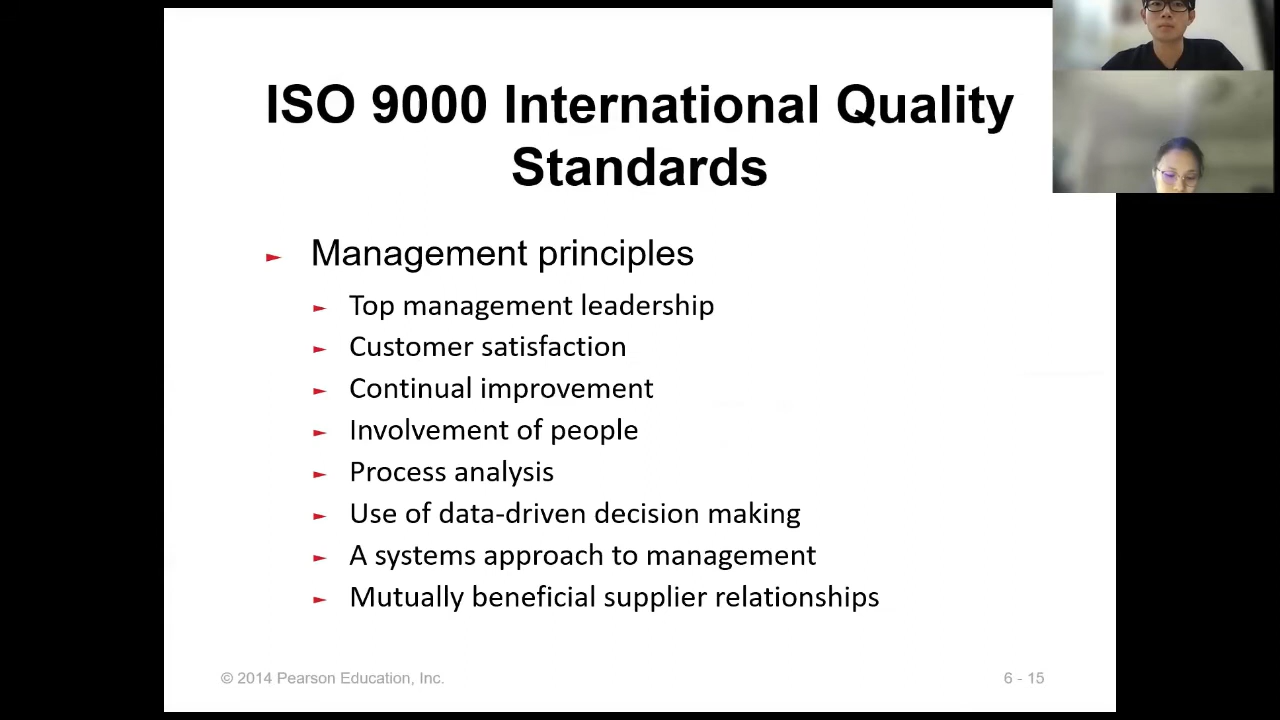 ISO 9000 International Quality
Standards
► Management principles
► Top management leadership
► Customer satisfaction
► Continual improvement
► Involvement of people
► Process analysis
► Use of data-driven decision making
► A systems approach to management
► Mutually beneficial supplier relationships
© 2014 Pearson Education, Inc.
6 - 15